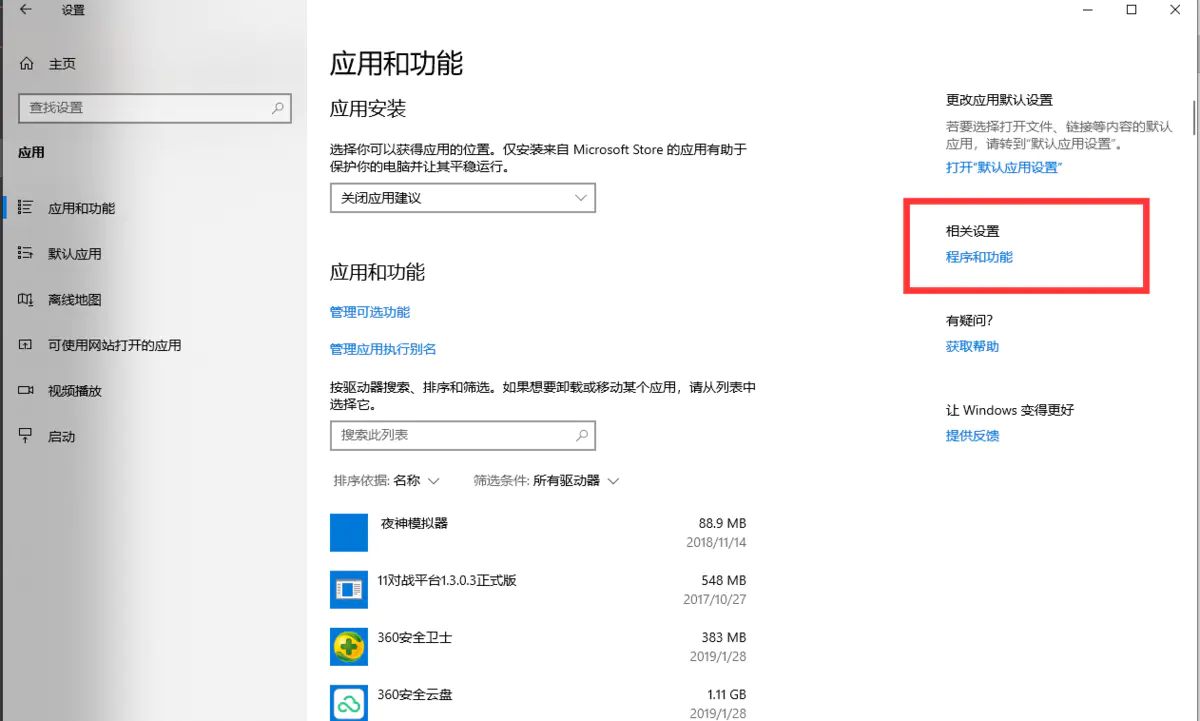 设置
主页
查找设置
应用
应用和功能
默认应用
离线地图
可使用网站打开的应用
视频播放
启动
应用和功能
应用安装
选择你可以获得应用的位置。仅安装来自 Microsoft Store 的应用有助于
保护你的电脑并让其平稳运行。
关闭应用建议
应用和功能
管理可选功能
管理应用执行别名
按驱动器搜索、排序和筛选。如果想要卸载或移动某个应用，请从列表中
选择它。
搜索此列表
排序依据: 名称 筛选条件: 所有驱动器
夜神模拟器 88.9 MB
2018/11/14
11对战平台1.3.0.3正式版 548 MB
2017/10/27
360安全卫士 383 MB
2019/1/28
360安全云盘 1.11 GB
2019/1/28
更改应用默认设置
若要选择打开文件、链接等内容的默认
应用，请转到"默认应用设置"。
打开"默认应用设置"
相关设置
程序和功能
有疑问?
获取帮助
让 Windows 变得更好
提供反馈